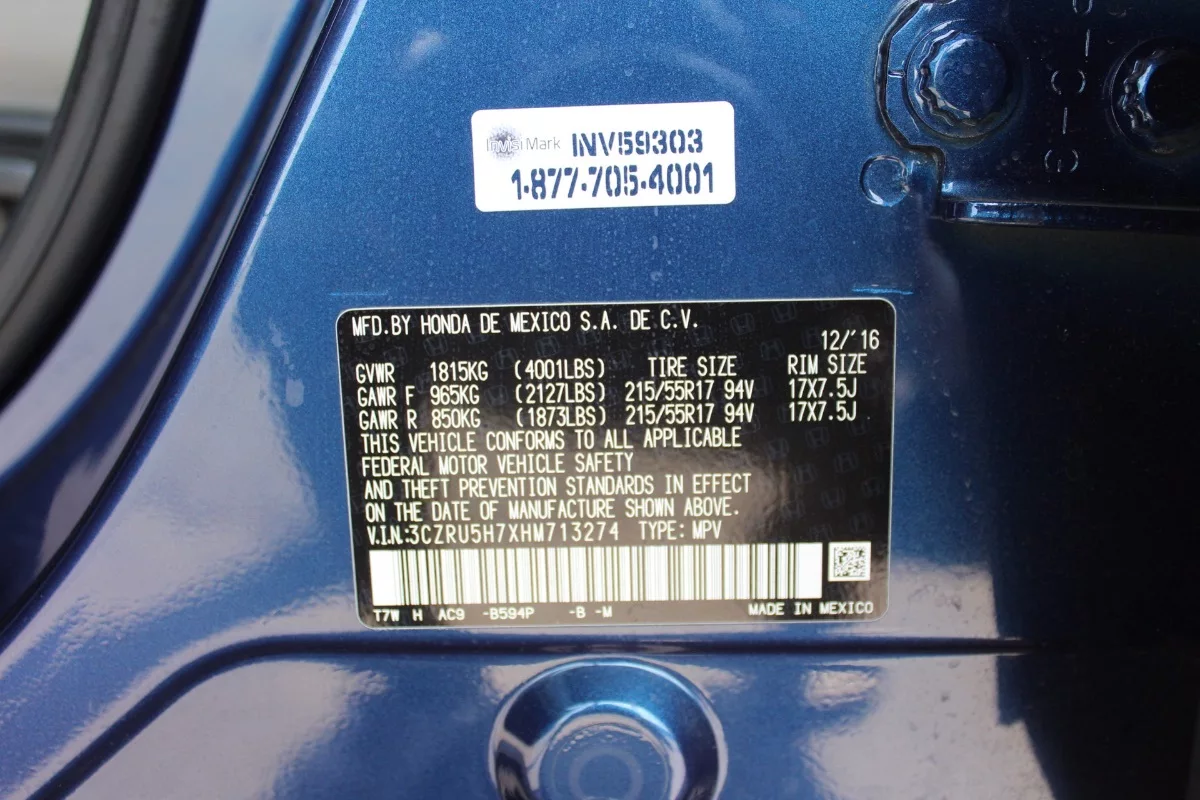 InvisiMark INV59303
1-877-705-4001
MFD.BY HONDA DE MEXICO S.A. DE C.V.
12/'16
GVWR 1815KG (4001LBS) TIRE SIZE RIM SIZE
GAWR F 965KG (2127LBS) 215/55R17 94V 17X7.5J
GAWR R 850KG (1873LBS) 215/55R17 94V 17X7.5J
THIS VEHICLE CONFORMS TO ALL APPLICABLE
FEDERAL MOTOR VEHICLE SAFETY
AND THEFT PREVENTION STANDARDS IN EFFECT
ON THE DATE OF MANUFACTURE SHOWN ABOVE.
V.I.N.:3CZRU5H7XHM713274 TYPE: MPV
T7W H AC9 -B594P -B -M MADE IN MEXICO